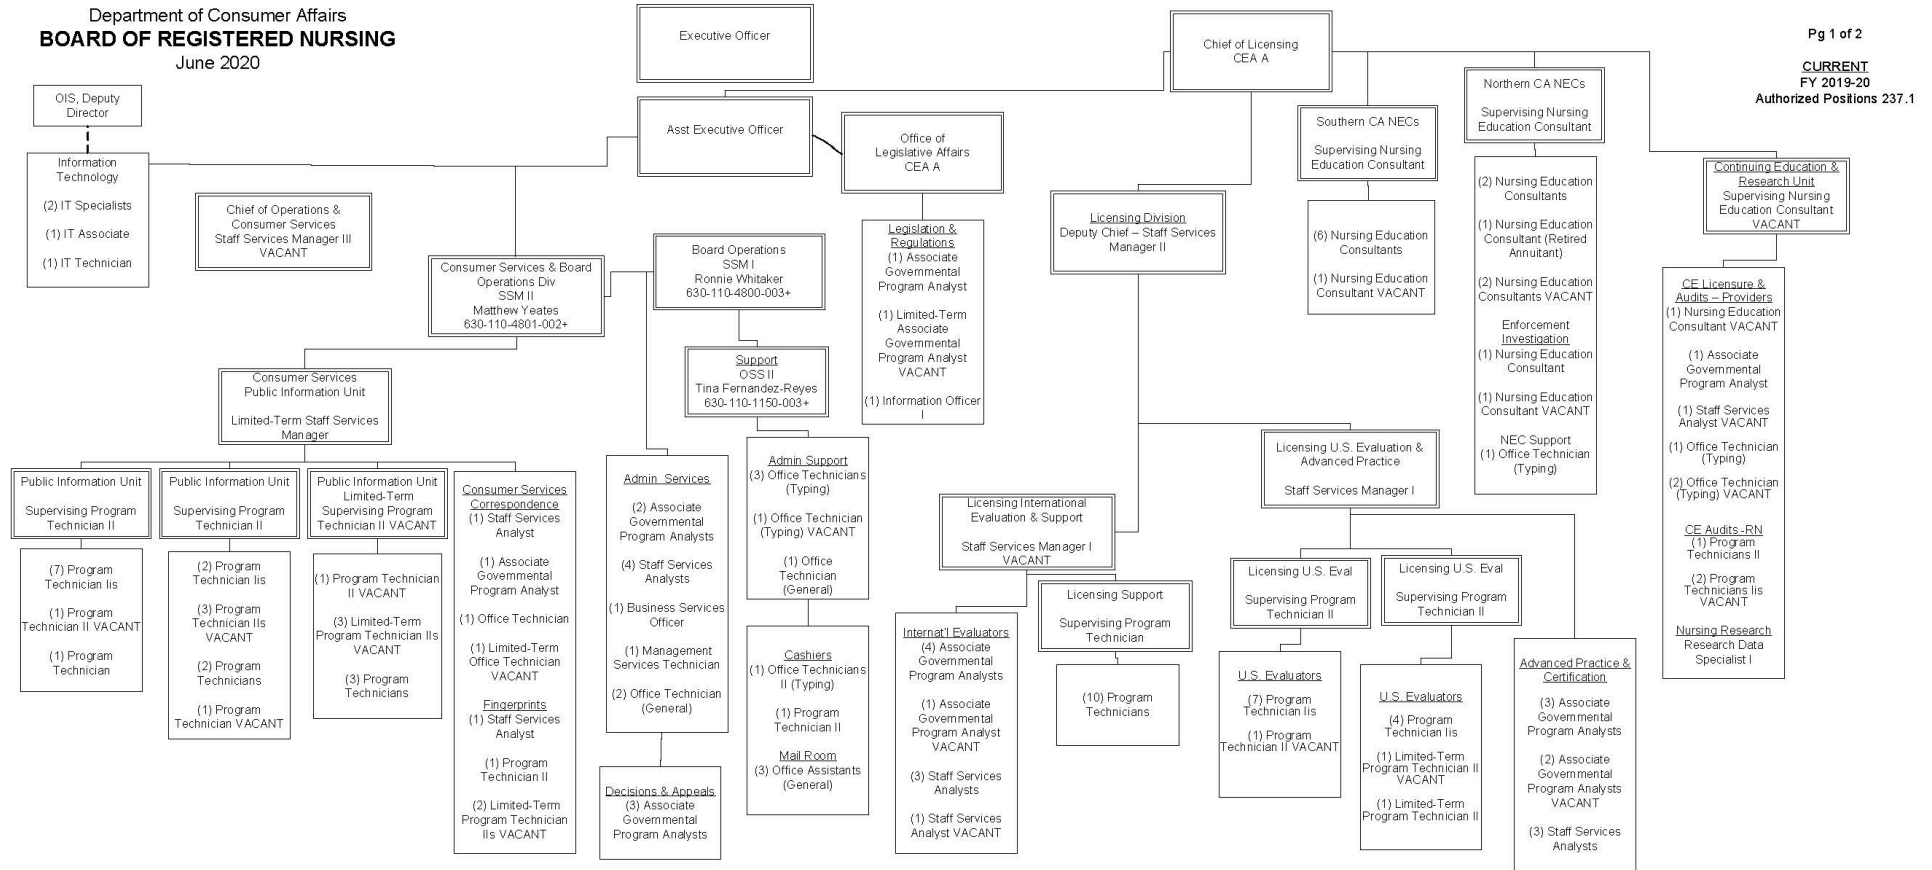 Department of Consumer Affairs
BOARD OF REGISTERED NURSING
June 2020
Pg 1 of 2
CURRENT
FY 2019-20
Authorized Positions 237.1
Executive Officer
Chief of Licensing
CEA A
OIS, Deputy
Director
Asst Executive Officer
Office of
Legislative Affairs
CEA A
Southern CA NECs
Supervising Nursing
Education Consultant
Northern CA NECs
Supervising Nursing
Education Consultant
Continuing Education &
Research Unit
Supervising Nursing
Education Consultant
VACANT
Information
Technology
(2) IT Specialists
(1) IT Associate
(1) IT Technician
Chief of Operations &
Consumer Services
Staff Services Manager III
VACANT
Consumer Services & Board
Operations Div
SSM II
Matthew Yeates
630-110-4801-002+
Board Operations
SSM I
Ronnie Whitaker
630-110-4800-003+
Legislation &
Regulations
(1) Associate
Governmental
Program Analyst
(1) Limited-Term
Associate
Governmental
Program Analyst
VACANT
(1) Information Officer
I
Licensing Division
Deputy Chief – Staff Services
Manager II
(6) Nursing Education
Consultants
(1) Nursing Education
Consultant VACANT
(2) Nursing Education
Consultants
(1) Nursing Education
Consultant (Retired
Annuitant)
(2) Nursing Education
Consultants VACANT
Enforcement
Investigation
(1) Nursing Education
Consultant
(1) Nursing Education
Consultant VACANT
NEC Support
(1) Office Technician
(Typing)
CE Licensure &
Audits – Providers
(1) Nursing Education
Consultant VACANT
(1) Associate
Governmental
Program Analyst
(1) Staff Services
Analyst VACANT
(1) Office Technician
(Typing)
(2) Office Technician
(Typing) VACANT
CE Audits -RN
(1) Program
Technicians II
(2) Program
Technicians IIs
VACANT
Nursing Research
Research Data
Specialist I
Support
OSS II
Tina Fernandez-Reyes
630-110-1150-003+
Consumer Services
Public Information Unit
Limited-Term Staff Services
Manager
Public Information Unit
Supervising Program
Technician II
Public Information Unit
Supervising Program
Technician II
Public Information Unit
Limited-Term
Supervising Program
Technician II VACANT
(7) Program
Technician Iis
(1) Program
Technician II VACANT
(1) Program
Technician
(2) Program
Technician Iis
(3) Program
Technician IIs
VACANT
(2) Program
Technicians
(1) Program
Technician VACANT
(1) Program Technician
II VACANT
(3) Limited-Term
Program Technician IIs
VACANT
(3) Program
Technicians
Consumer Services
Correspondence
(1) Staff Services
Analyst
(1) Associate
Governmental
Program Analyst
(1) Office Technician
(1) Limited-Term
Office Technician
VACANT
Fingerprints
(1) Staff Services
Analyst
(1) Program
Technician II
(2) Limited-Term
Program Technician
IIs VACANT
Admin Services
(2) Associate
Governmental
Program Analysts
(4) Staff Services
Analysts
(1) Business Services
Officer
(1) Management
Services Technician
(2) Office Technician
(General)
Decisions & Appeals
(3) Associate
Governmental
Program Analysts
Admin Support
(3) Office Technicians
(Typing)
(1) Office Technician
(Typing) VACANT
(1) Office
Technician
(General)
Cashiers
(1) Office Technicians
II (Typing)
(1) Program
Technician II
Mail Room
(3) Office Assistants
(General)
Licensing International
Evaluation & Support
Staff Services Manager I
VACANT
Licensing U.S. Evaluation &
Advanced Practice
Staff Services Manager I
Internat'l Evaluators
(4) Associate
Governmental
Program Analysts
(1) Associate
Governmental
Program Analyst
VACANT
(3) Staff Services
Analysts
(1) Staff Services
Analyst VACANT
Licensing Support
Supervising Program
Technician
(10) Program
Technicians
Licensing U.S. Eval
Supervising Program
Technician II
U.S. Evaluators
(7) Program
Technician Iis
(1) Program
Technician II VACANT
Licensing U.S. Eval
Supervising Program
Technician II
U.S. Evaluators
(4) Program
Technician Iis
(1) Limited-Term
Program Technician II
VACANT
(1) Limited-Term
Program Technician II
Advanced Practice &
Certification
(3) Associate
Governmental
Program Analysts
(2) Associate
Governmental
Program Analysts
VACANT
(3) Staff Services
Analysts